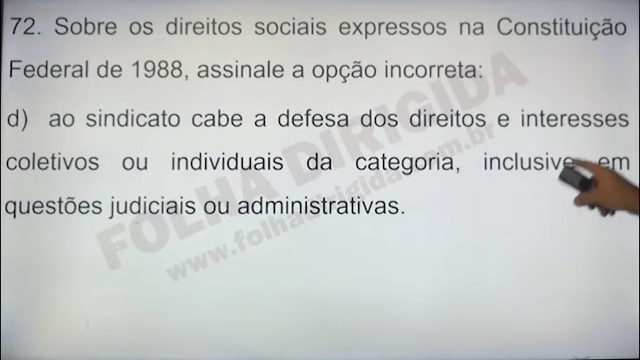 72. Sobre os direitos sociais expressos na Constituição
Federal de 1988, assinale a opção incorreta:
d) ao sindicato cabe a defesa dos direitos e interesses
coletivos ou individuais da categoria, inclusive em
questões judiciais ou administrativas.
FOLHA DIRIGIDA
www.folhadirigida.com.br